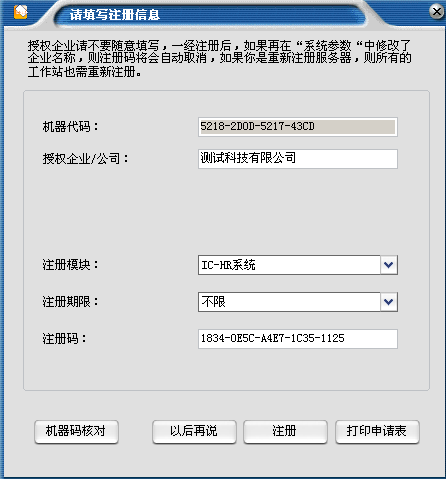 请填写注册信息
授权企业请不要随意填写，一经注册后，如果再在“系统参数“中修改了
企业名称，则注册码将会自动取消，如果你是重新注册服务器，则所有的
工作站也需重新注册。
机器代码：
5218-2D0D-5217-43CD
授权企业/公司：
测试科技有限公司
注册模块：
IC-HR系统
注册期限：
不限
注册码：
1834-0E5C-A4E7-1C35-1125
机器码核对
以后再说
注册
打印申请表